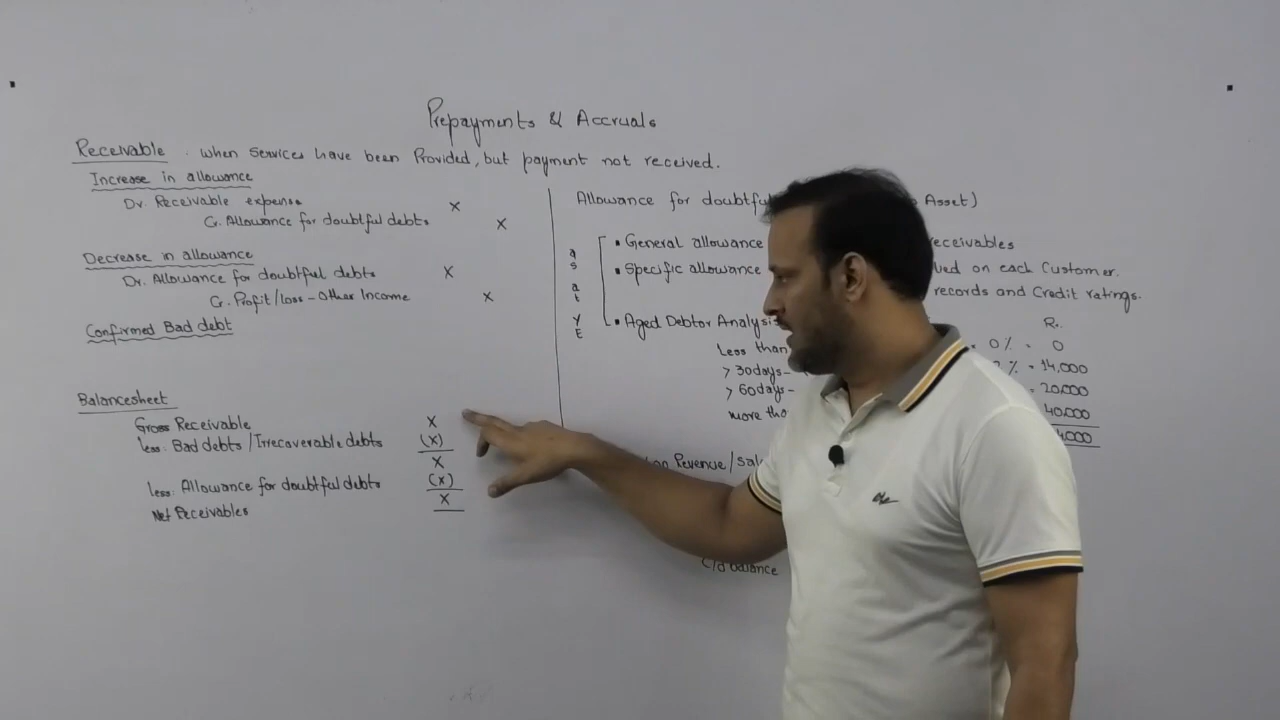 Prepayments & Accruals
Receivable . When Services have been Provided, but payment not received.
Increase in allowance
Dr. Receivable expense x
Cr. Allowance for doubtful debts x
Decrease in allowance
Dr. Allowance for doubtful debts x
Cr. Profit/loss - Other Income x
Confirmed Bad debt
Balancesheet
Gross Receivable x
less: Bad debts / Irrecoverable debts (x)
x
less: Allowance for doubtful debts (x)
Net Receivables x
Allowance for Asset)
as at YE
• General allowance receivables
• Specific allowance on each Customer.
records and Credit ratings.
• Aged Debtor Analysis Rs.
Less than 0% = 0
> 30days - % = 14,000
> 60days - = 20,000
more 40,000
Revenue/
c/d balance